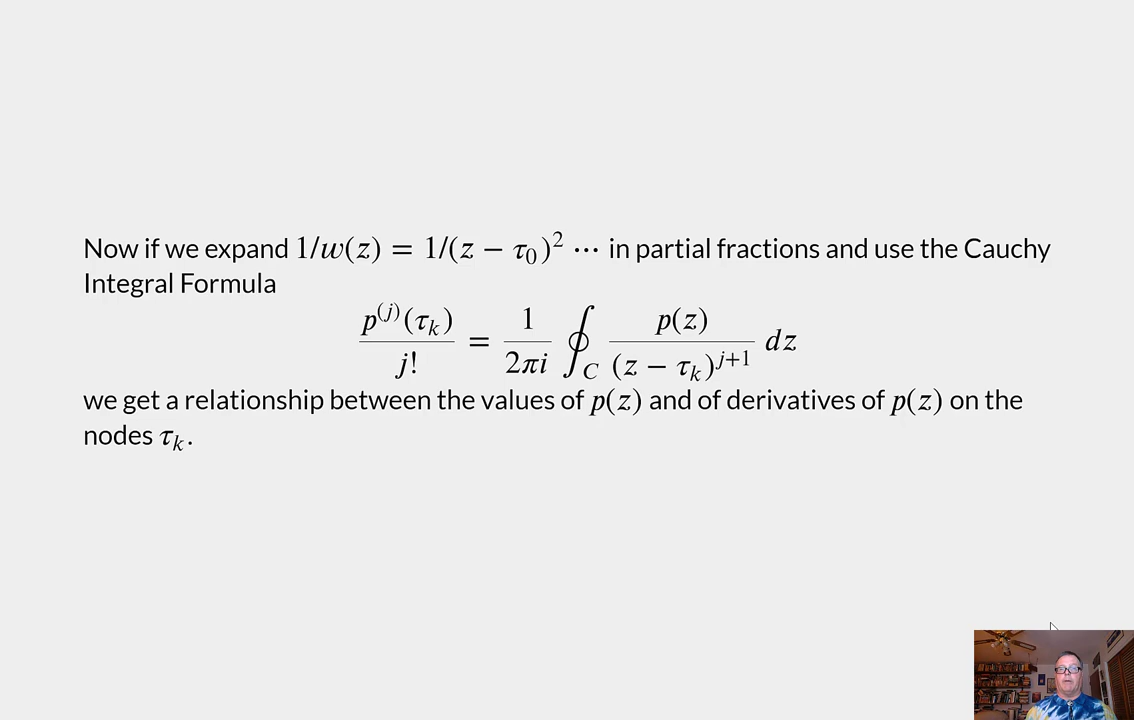 Now if we expand 1/w(z) = 1/(z − τ₀)² ⋯ in partial fractions and use the Cauchy
Integral Formula
p⁽ʲ⁾(τₖ)/j! = 1/2πi ∮_C p(z)/(z − τₖ)ʲ⁺¹ dz
we get a relationship between the values of p(z) and of derivatives of p(z) on the
nodes τₖ.